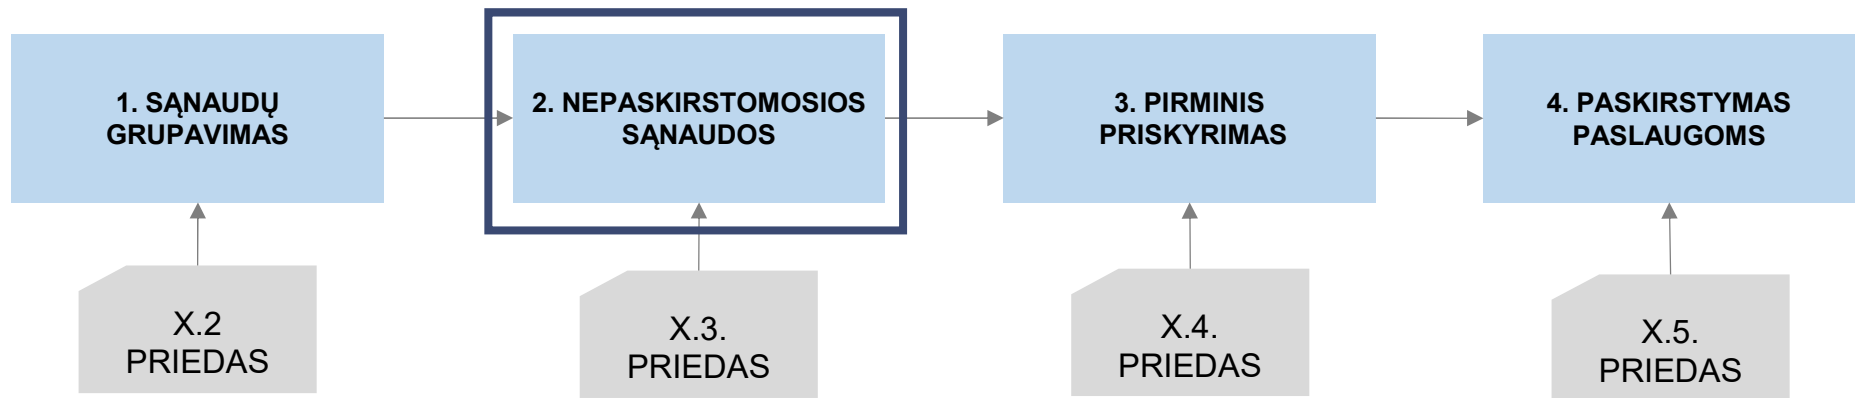 1. SĄNAUDŲ
GRUPAVIMAS
2. NEPASKIRSTOMOSIOS
SĄNAUDOS
3. PIRMINIS
PRISKYRIMAS
4. PASKIRSTYMAS
PASLAUGOMS
X.2
PRIEDAS
X.3.
PRIEDAS
X.4.
PRIEDAS
X.5.
PRIEDAS